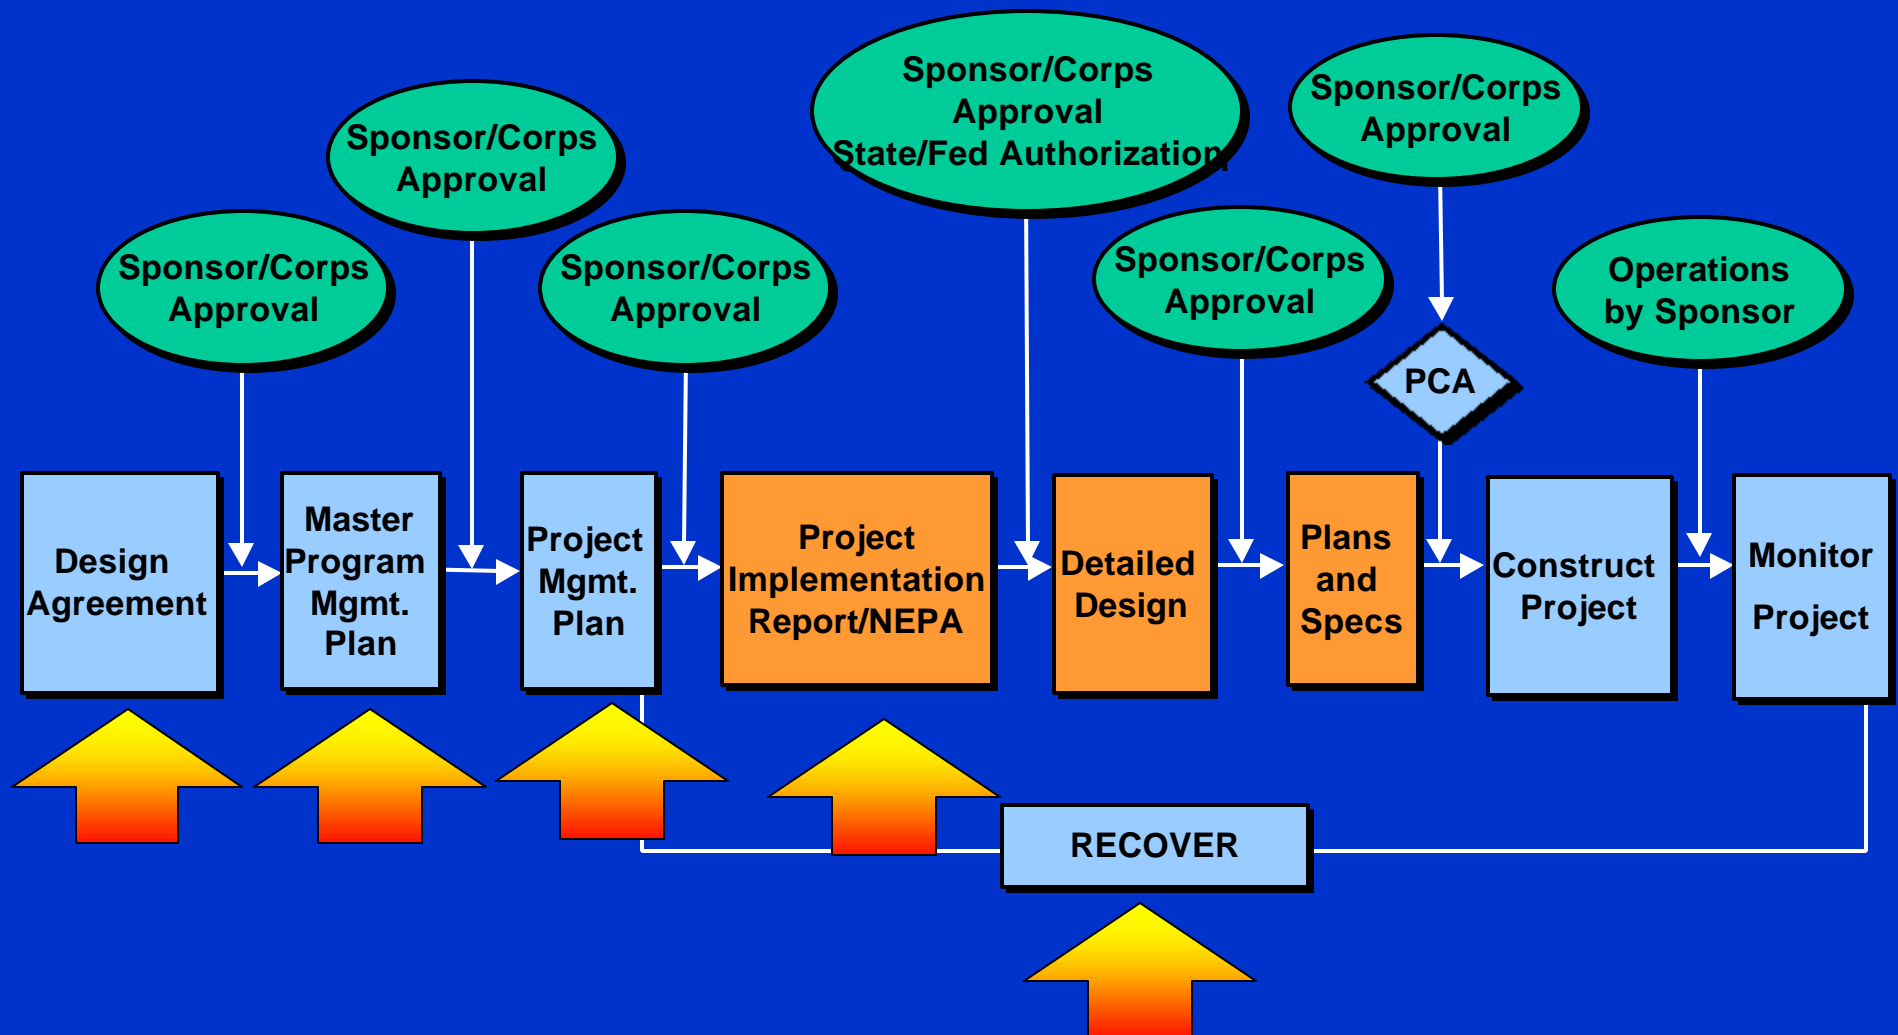 Sponsor/Corps
Approval
State/Fed Authorization
Sponsor/Corps
Approval
Sponsor/Corps
Approval
Sponsor/Corps
Approval
Sponsor/Corps
Approval
Sponsor/Corps
Approval
Operations
by Sponsor
PCA
Design
Agreement
Master
Program
Mgmt.
Plan
Project
Mgmt.
Plan
Project
Implementation
Report/NEPA
Detailed
Design
Plans
and
Specs
Construct
Project
Monitor
Project
RECOVER